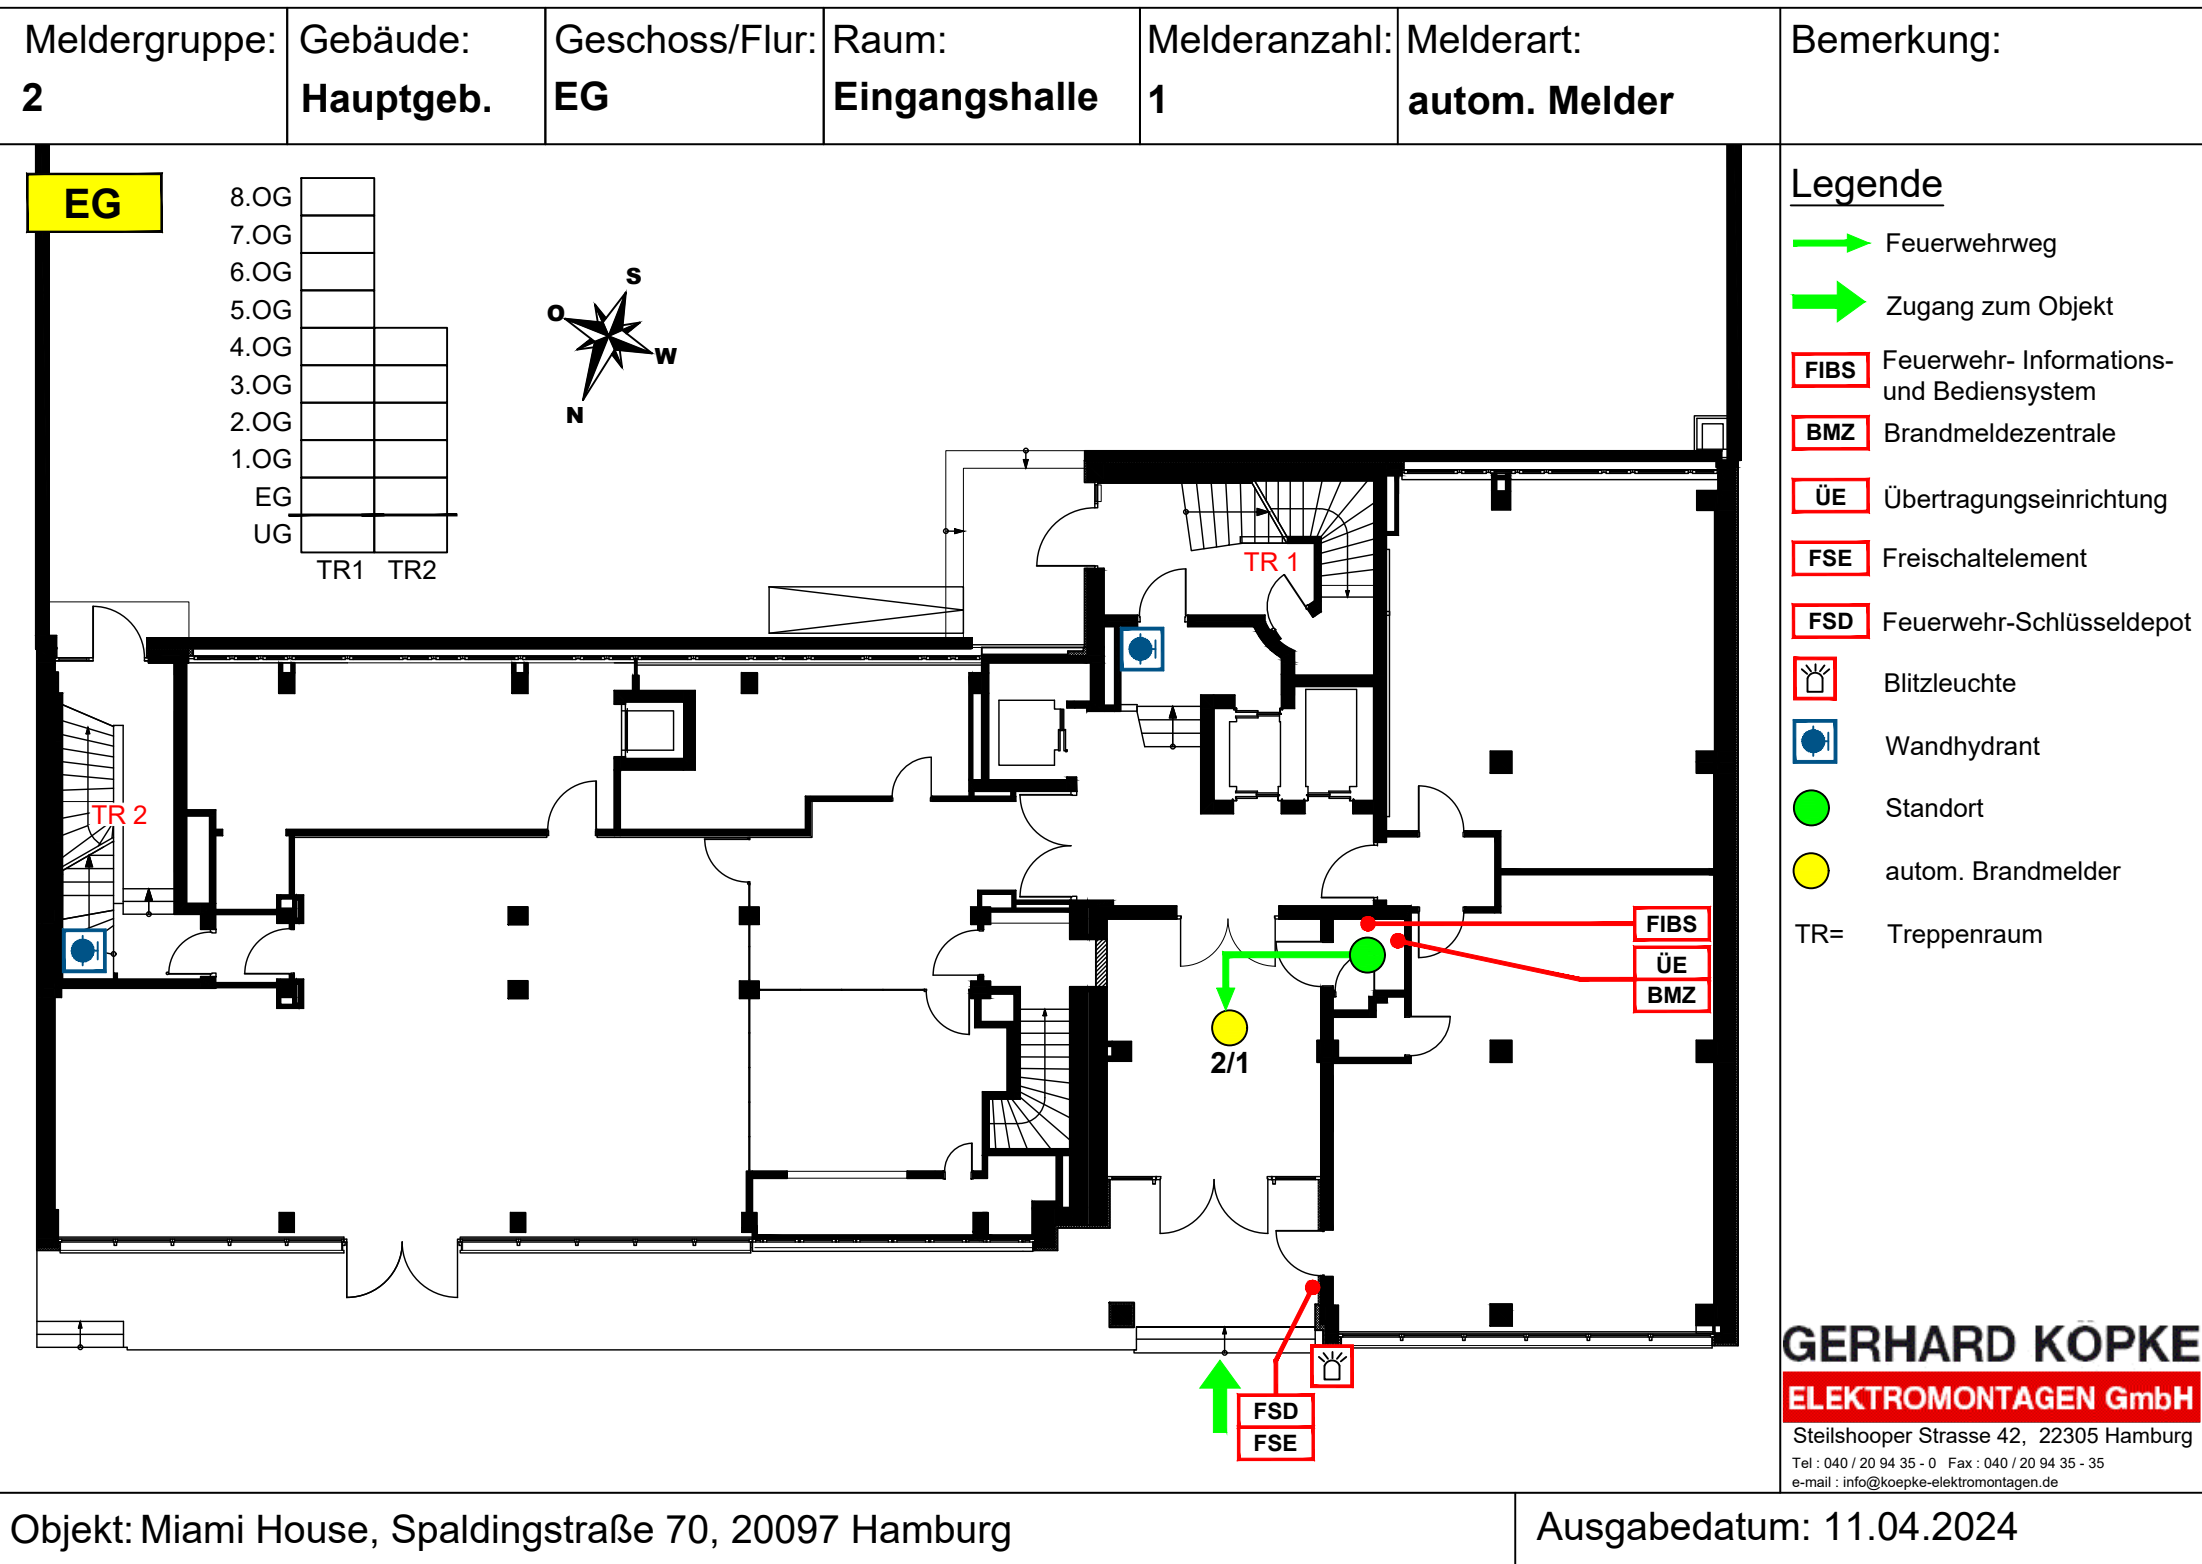 Meldergruppe: Gebäude: Geschoss/Flur: Raum: Melderanzahl: Melderart: Bemerkung:
2 Hauptgeb. EG Eingangshalle 1 autom. Melder
EG
8.OG
7.OG
6.OG
5.OG
4.OG
3.OG
2.OG
1.OG
EG
UG
TR1 TR2
S
O
W
N
TR 1
TR 2
2/1
FIBS
ÜE
BMZ
FSD
FSE
Legende
Feuerwehrweg
Zugang zum Objekt
FIBS Feuerwehr- Informations-
und Bediensystem
BMZ Brandmeldezentrale
ÜE Übertragungseinrichtung
FSE Freischaltelement
FSD Feuerwehr-Schlüsseldepot
Blitzleuchte
Wandhydrant
Standort
autom. Brandmelder
TR= Treppenraum
GERHARD KÖPKE
ELEKTROMONTAGEN GmbH
Steilshooper Strasse 42, 22305 Hamburg
Tel : 040 / 20 94 35 - 0 Fax : 040 / 20 94 35 - 35
e-mail : info@koepke-elektromontagen.de
Objekt: Miami House, Spaldingstraße 70, 20097 Hamburg
Ausgabedatum: 11.04.2024